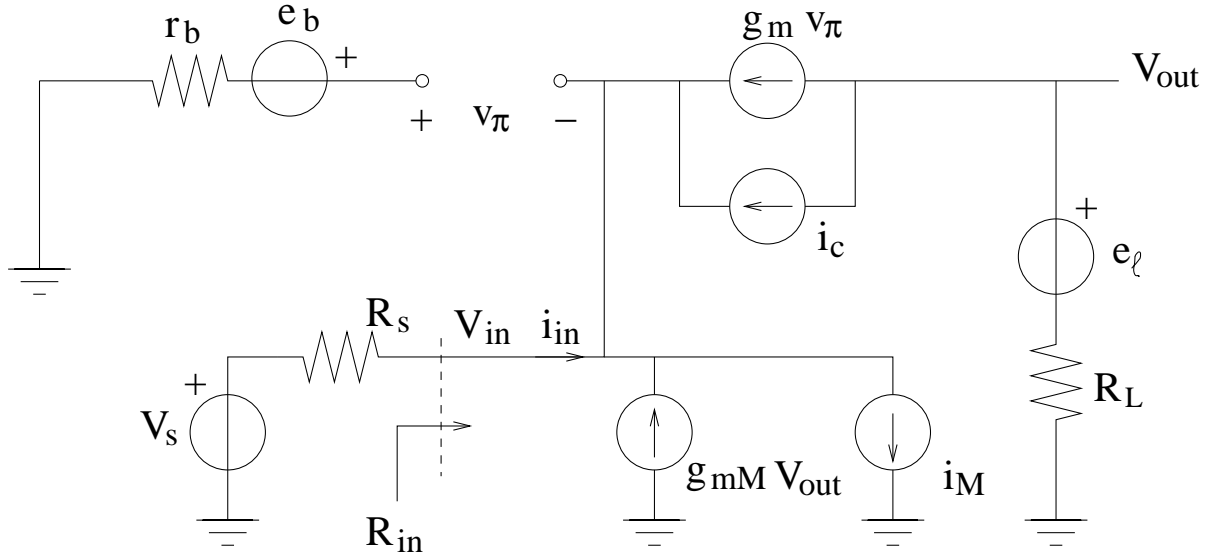 r_b
e_b
+
g_m v_π
V_out
+ v_π −
i_c
+
e_ℓ
R_s
V_in
i_in
+
V_s
R_L
g_mM V_out
i_M
R_in